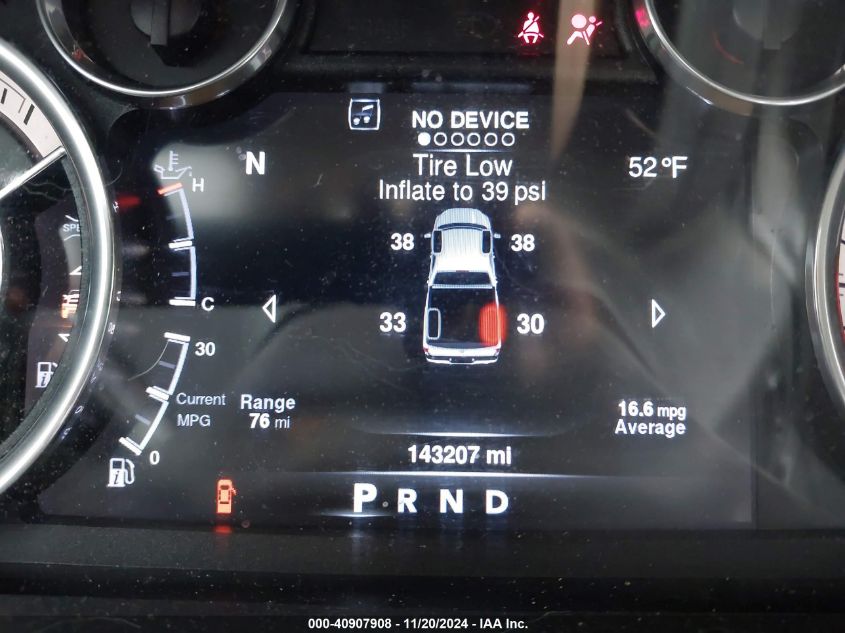 NO DEVICE
N
Tire Low
52°F
Inflate to 39 psi
H
38 38
SPE
C
33 30
30
Current
MPG
Range
76 mi
16.6 mpg
Average
0
143207 mi
P R N D
000-40907908 - 11/20/2024 - IAA Inc.